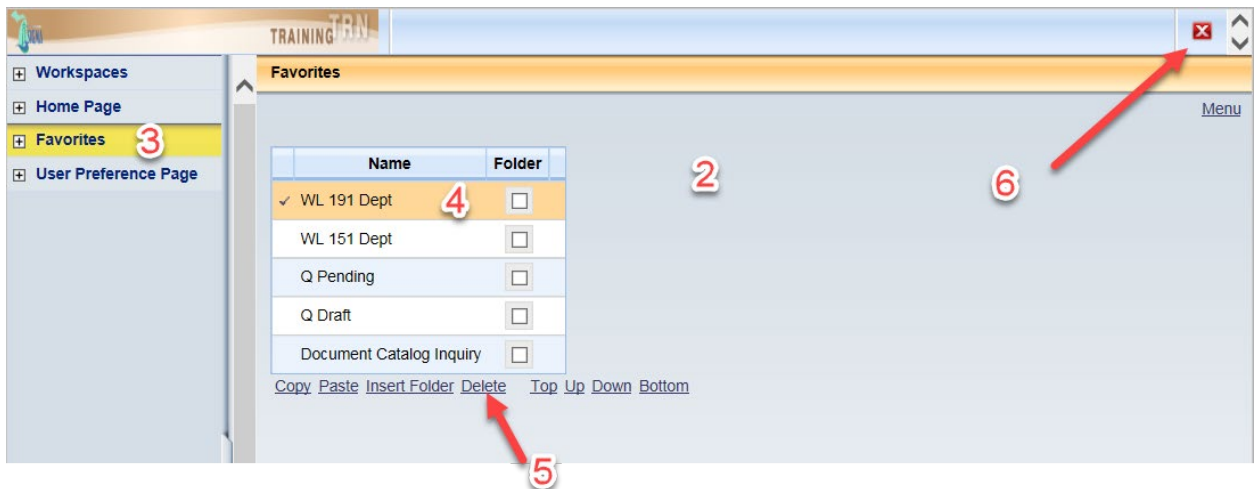 SIGMA
TRAINING TRN
6
Workspaces
Home Page
Favorites 3
User Preference Page
Favorites
Menu
2
Name Folder
WL 191 Dept 4
WL 151 Dept
Q Pending
Q Draft
Document Catalog Inquiry
Copy Paste Insert Folder Delete Top Up Down Bottom
5